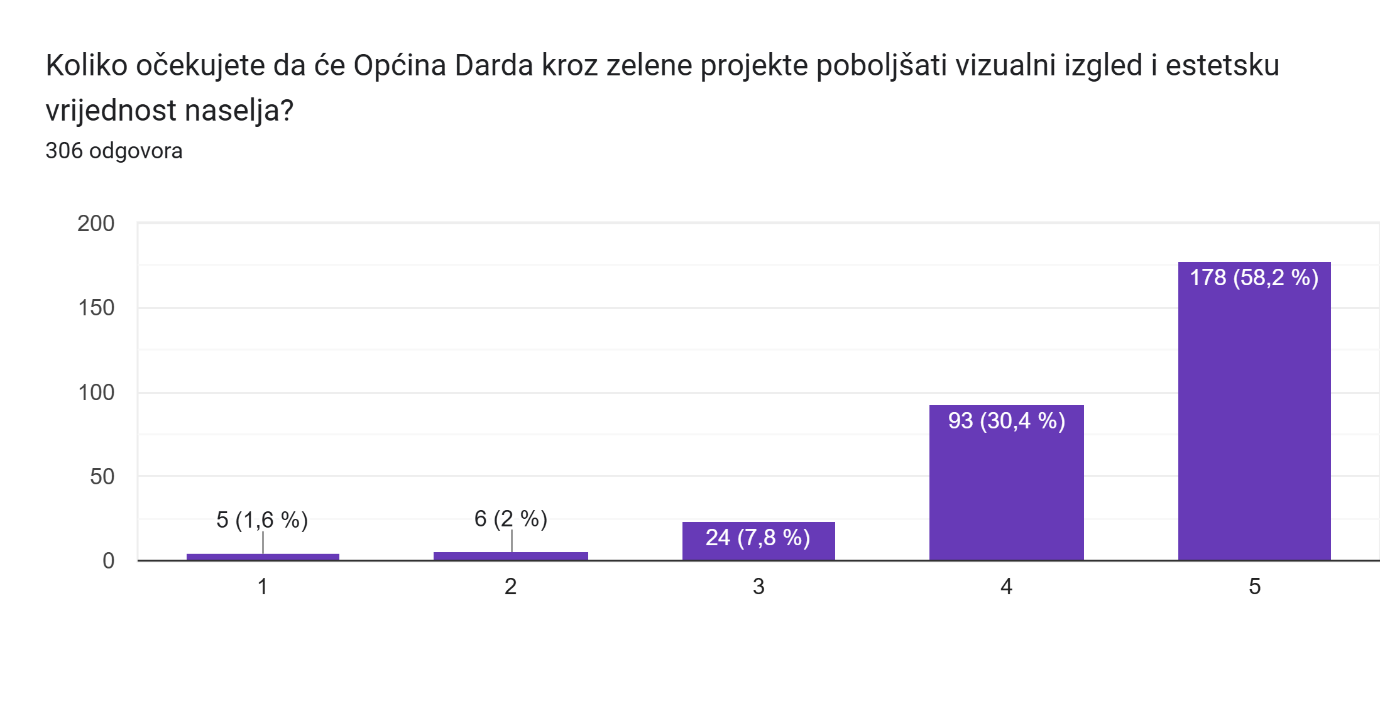 Koliko očekujete da će Općina Darda kroz zelene projekte poboljšati vizualni izgled i estetsku
vrijednost naselja?
306 odgovora
200
150
100
50
0
5 (1,6 %)
6 (2 %)
24 (7,8 %)
93 (30,4 %)
178 (58,2 %)
1
2
3
4
5